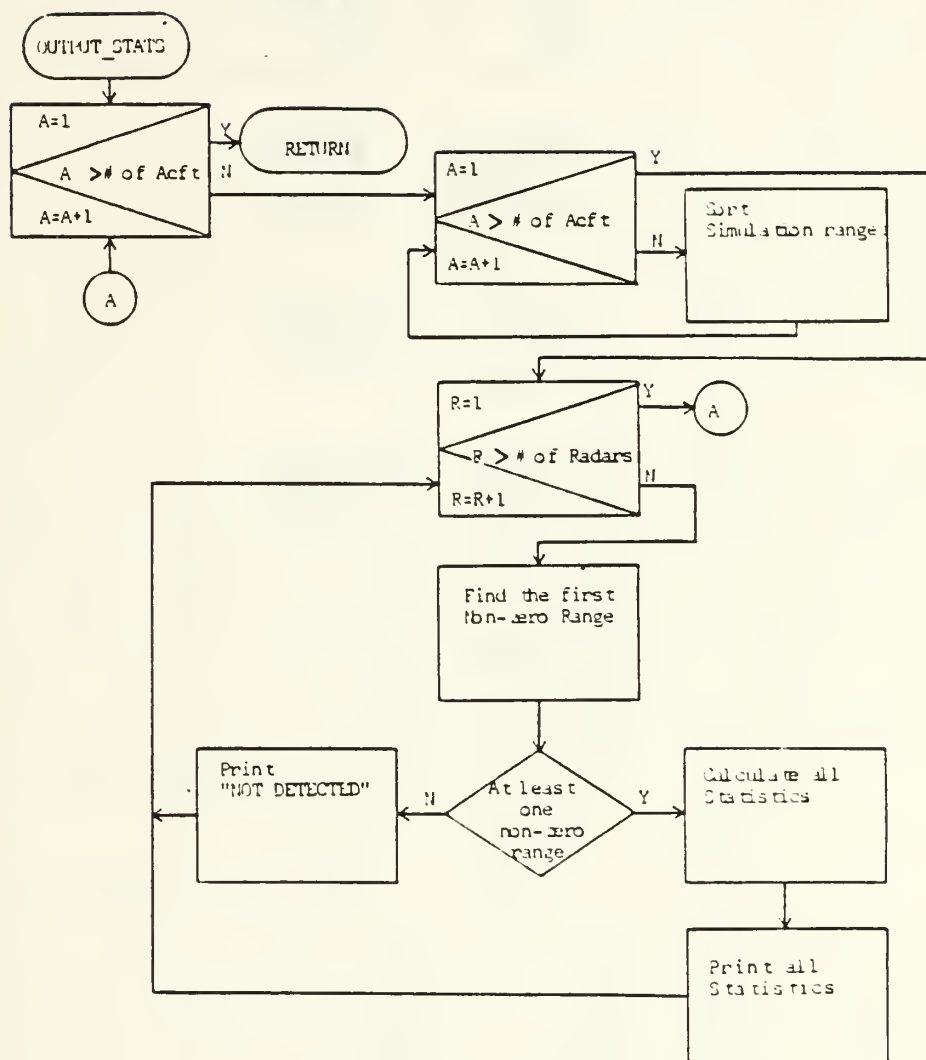 OUTPUT_STATS
A=1
A > # of Acft
A=A+1
Y
N
RETURN
A
A=1
A > # of Acft
A=A+1
Y
N
Sort
Simulation range
R=1
R > # of Radars
R=R+1
Y
N
A
Find the first
Non-zero Range
At least
one
non-zero
range
N
Y
Print
"NOT DETECTED"
Calculate all
Statistics
Print all
Statistics